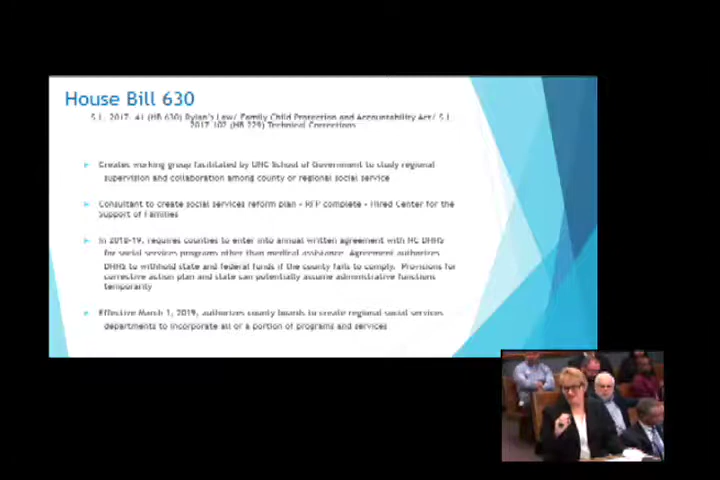 House Bill 630
S.L. 2017- 41 (HB 630) Rylan's Law/ Family Child Protection and Accountability Act/ S.L
2017-102 (HB 229) Technical Corrections
Creates working group facilitated by UNC School of Government to study regional
supervision and collaboration among county or regional social service
Consultant to create social services reform plan - RFP complete - Hired Center for the
Support of Families
In 2018-19, requires counties to enter into annual written agreement with NC DHHS
for social services programs other than medical assistance. Agreement authorizes
DHHS to withhold state and federal funds if the county fails to comply. Provisions for
corrective action plan and state can potentially assume administrative functions
temporarily
Effective March 1, 2019, authorizes county boards to create regional social services
departments to incorporate all or a portion of programs and services